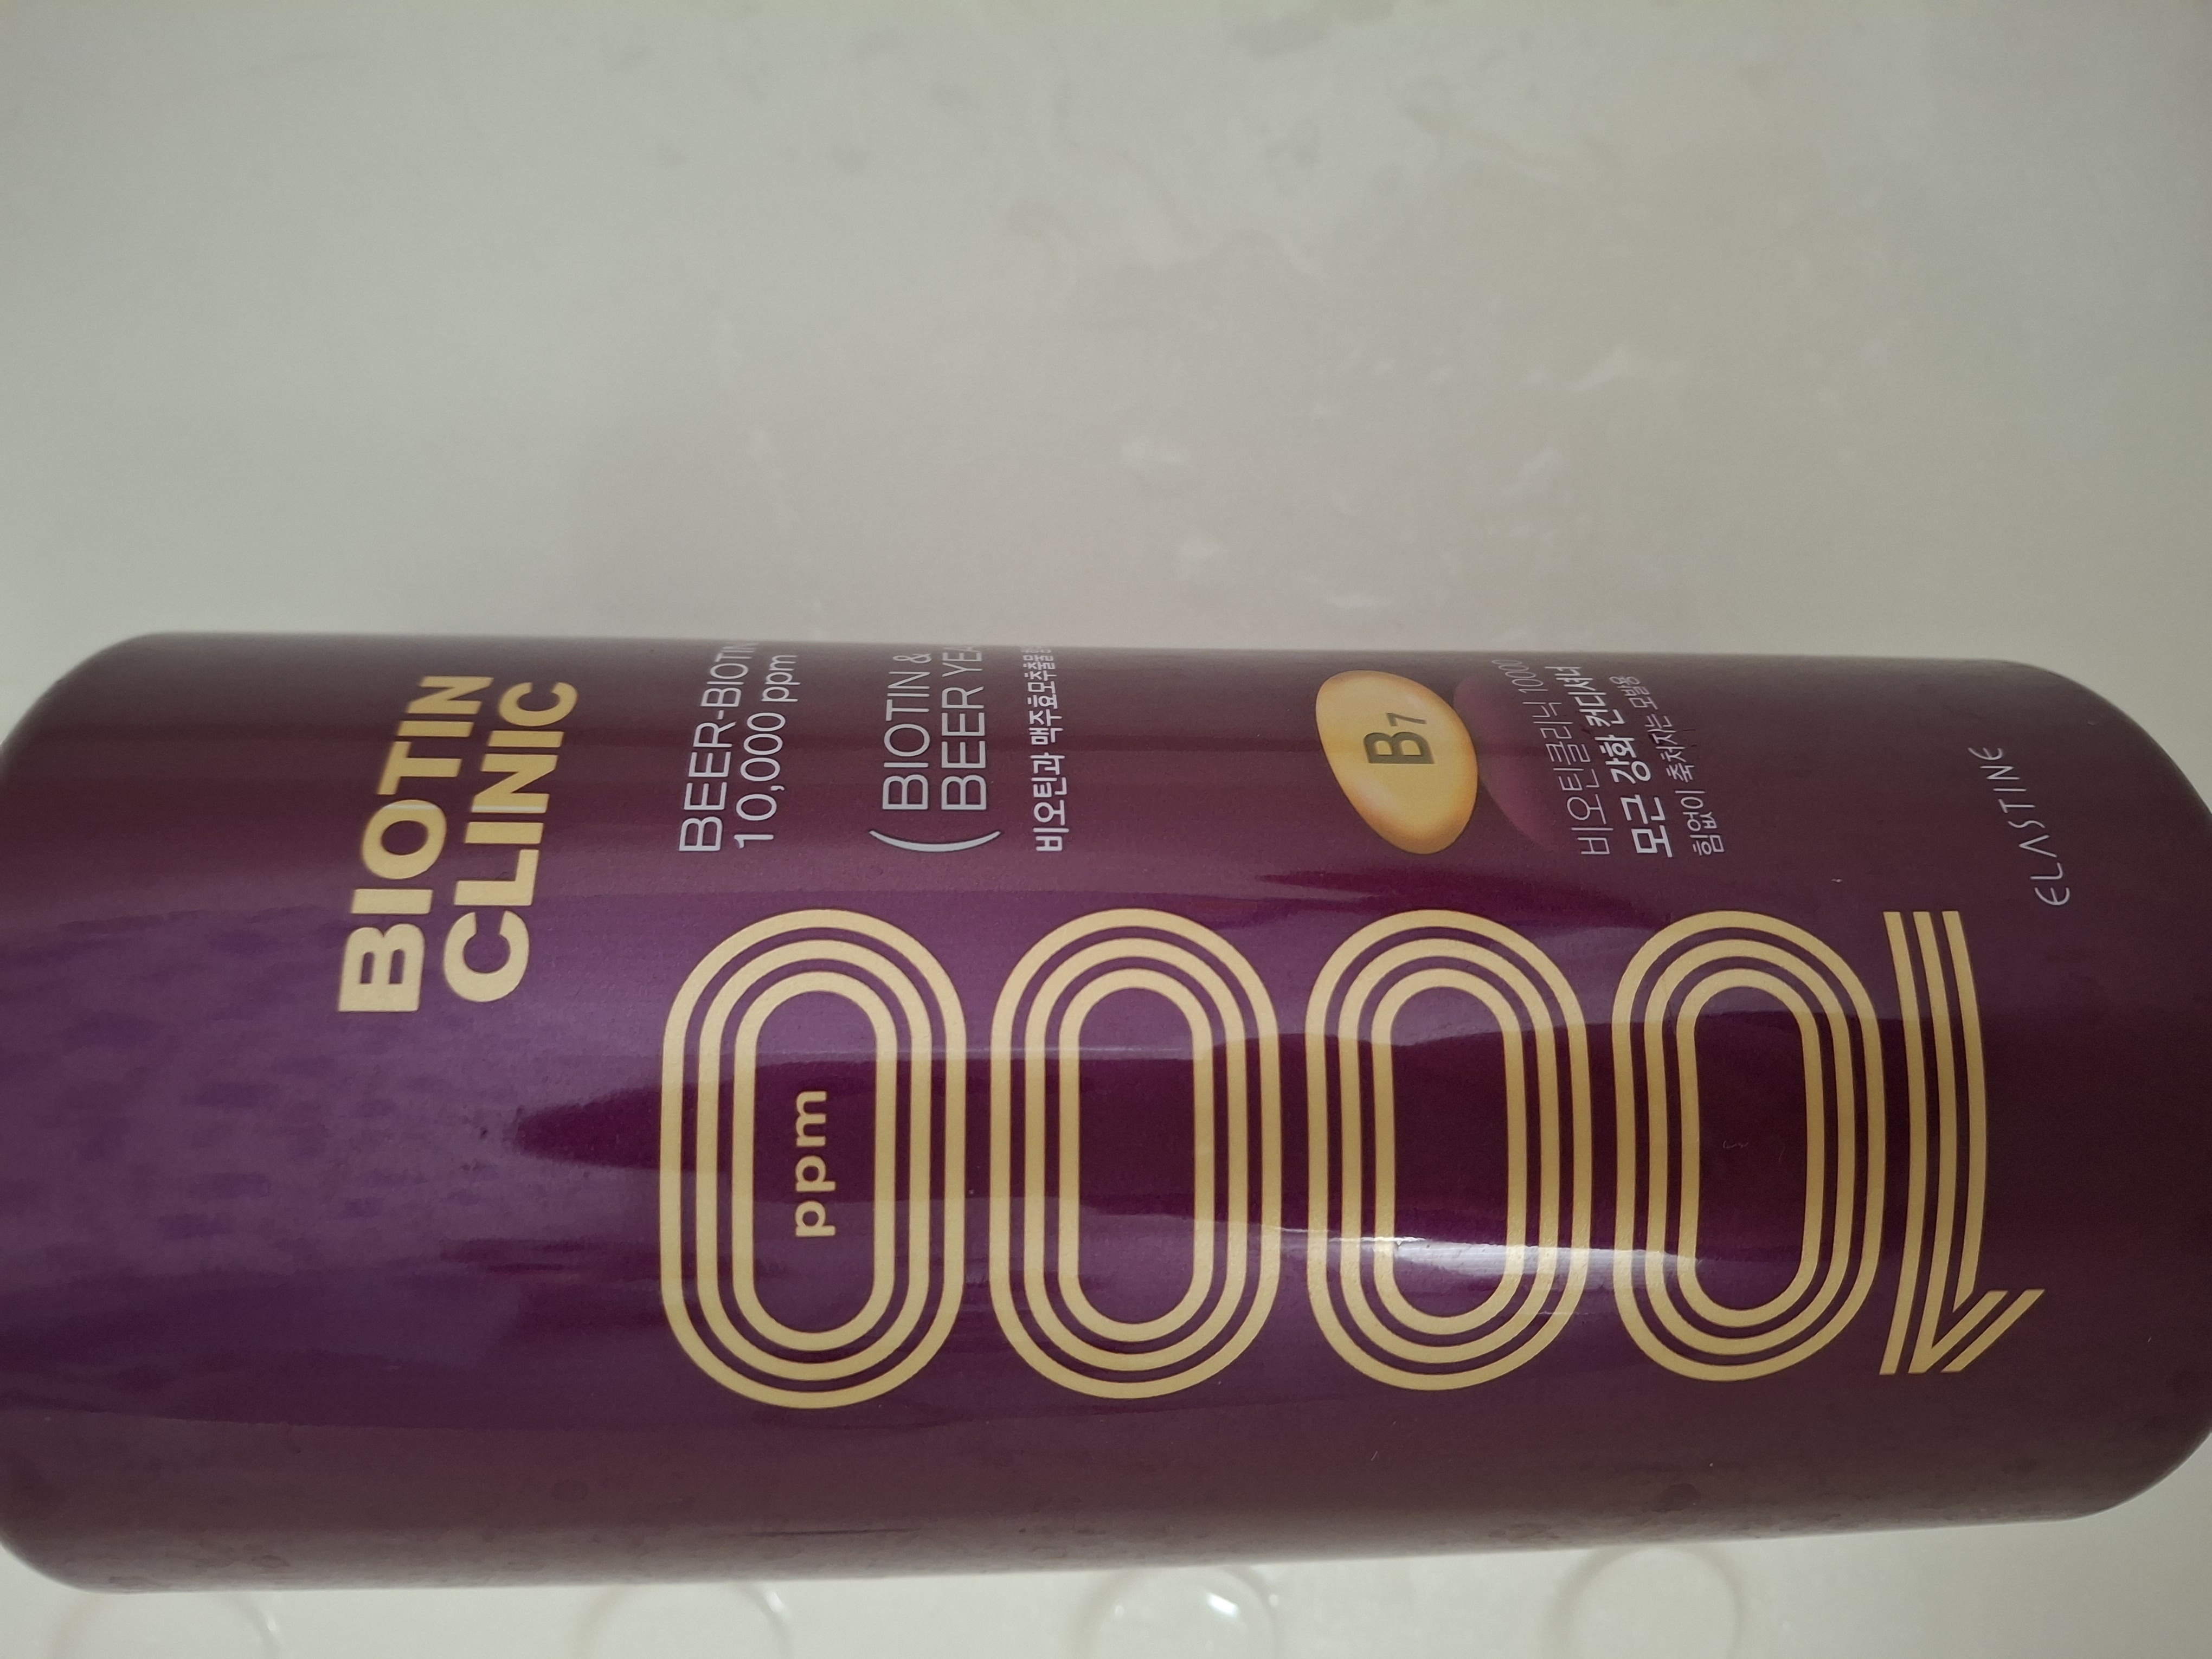 BIOTIN
CLINIC
BEER-BIOTIN
10,000 ppm
( BIOTIN &
BEER
비오틴과 맥주효모추출물
B7
비오틴클리닉 10000
모근 강화 컨디셔너
힘없이 축 처지는 모발용
10000
ppm
ELASTINE